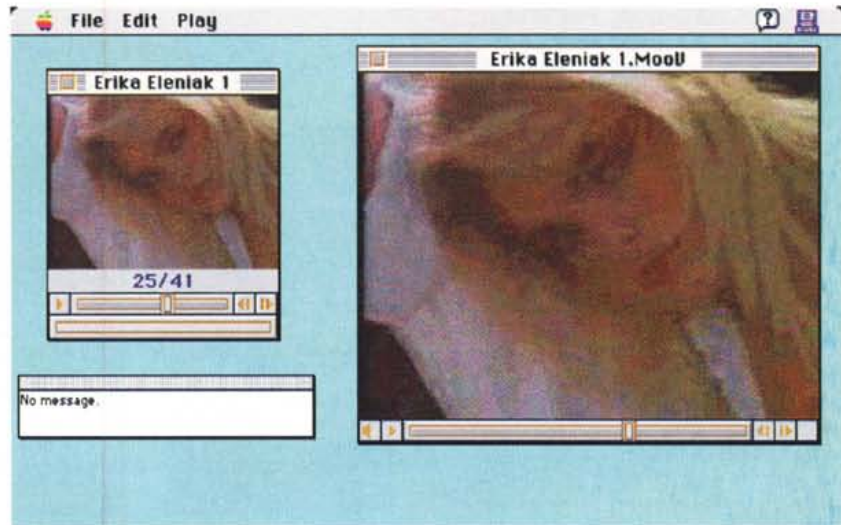 File Edit Play
Erika Eleniak 1
25/41
No message.
Erika Eleniak 1.MooV